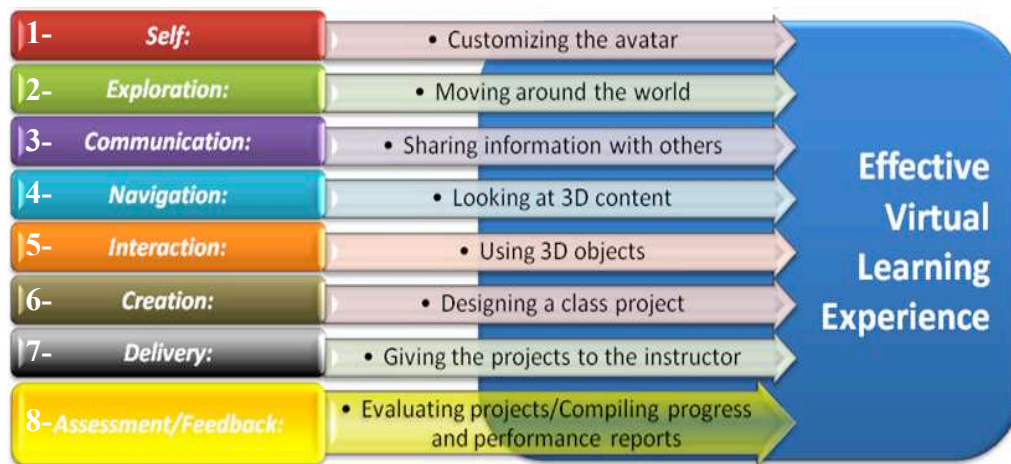 1- Self:
• Customizing the avatar
2- Exploration:
• Moving around the world
3- Communication:
• Sharing information with others
4- Navigation:
• Looking at 3D content
5- Interaction:
• Using 3D objects
6- Creation:
• Designing a class project
7- Delivery:
• Giving the projects to the instructor
8-Assessment/Feedback:
• Evaluating projects/Compiling progress
and performance reports
Effective
Virtual
Learning
Experience